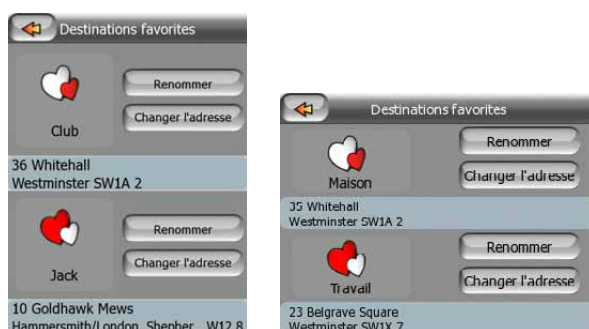 Destinations favorites
Renommer
Changer l'adresse
Club
36 Whitehall
Westminster SW1A 2
Renommer
Changer l'adresse
Jack
10 Goldhawk Mews
Hammersmith/London, Shepher... W12 8
Destinations favorites
Renommer
Changer l'adresse
Maison
35 Whitehall
Westminster SW1A 2
Renommer
Changer l'adresse
Travail
23 Belgrave Square
Westminster SW1X 7